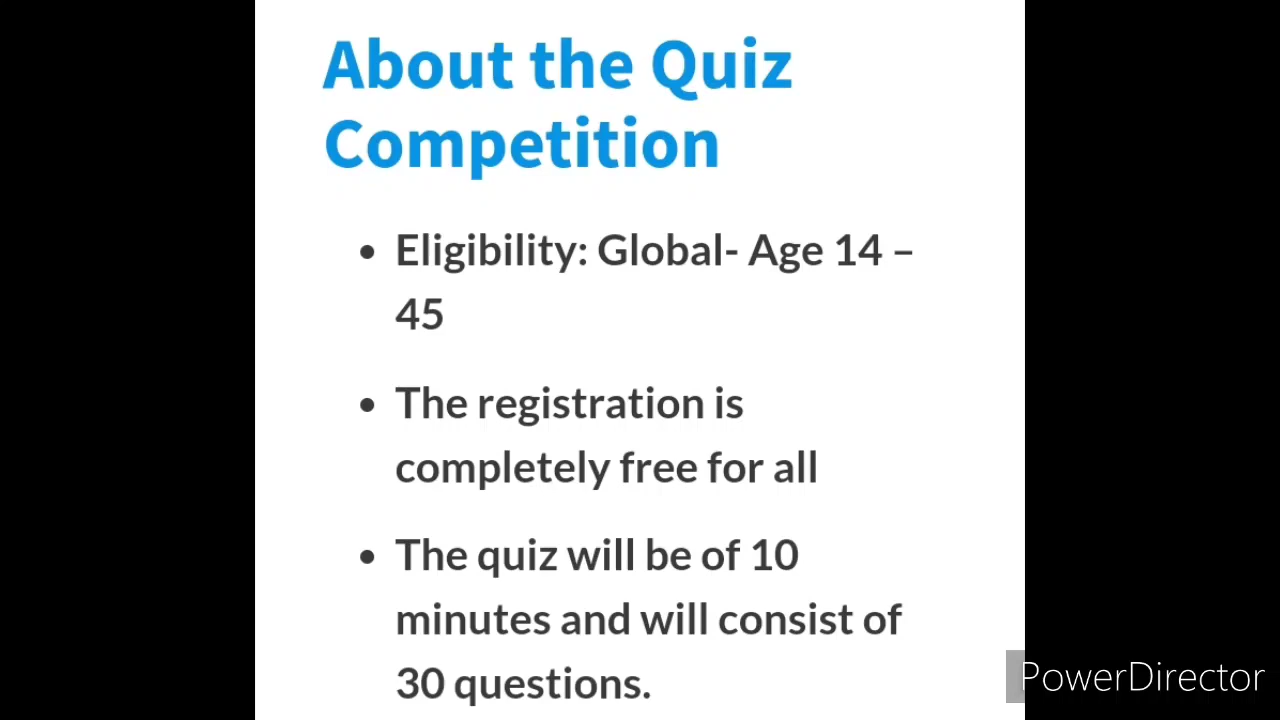 About the Quiz
Competition
• Eligibility: Global- Age 14 –
45
• The registration is
completely free for all
• The quiz will be of 10
minutes and will consist of
30 questions.
PowerDirector